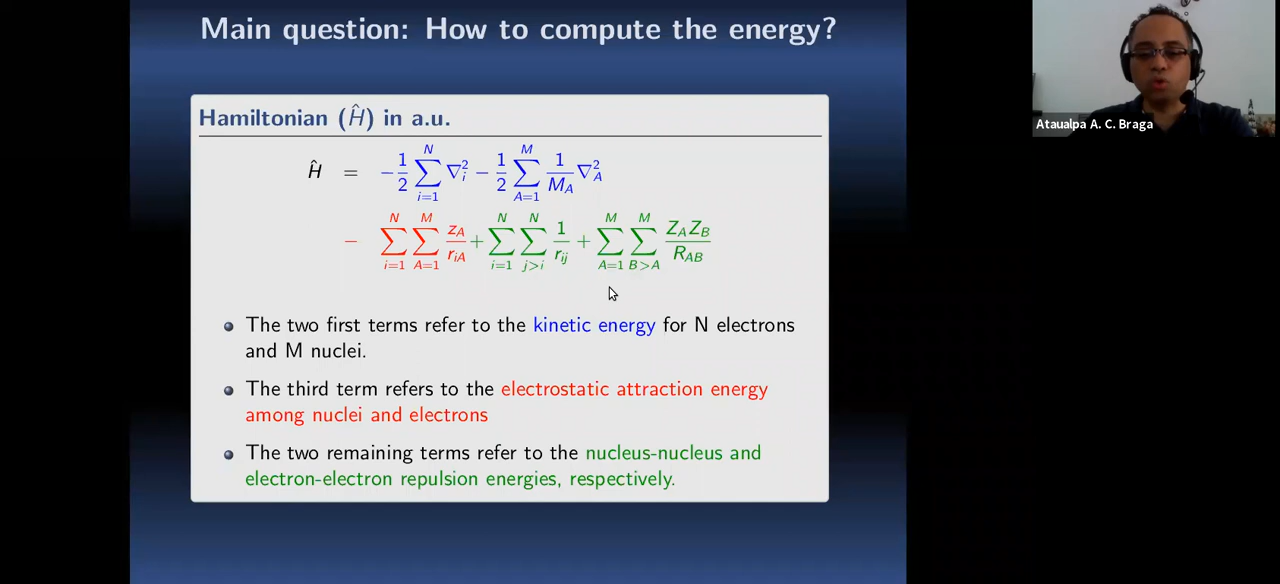 Main question: How to compute the energy?
Hamiltonian (Ĥ) in a.u.
Ĥ = −1/2 ∑_{i=1}^{N} ∇_i^2 − 1/2 ∑_{A=1}^{M} 1/M_A ∇_A^2
− ∑_{i=1}^{N} ∑_{A=1}^{M} z_A/r_{iA} + ∑_{i=1}^{N} ∑_{j>i}^{N} 1/r_{ij} + ∑_{A=1}^{M} ∑_{B>A}^{M} Z_A Z_B/R_{AB}
The two first terms refer to the kinetic energy for N electrons
and M nuclei.
The third term refers to the electrostatic attraction energy
among nuclei and electrons
The two remaining terms refer to the nucleus-nucleus and
electron-electron repulsion energies, respectively.
Ataualpa A. C. Braga